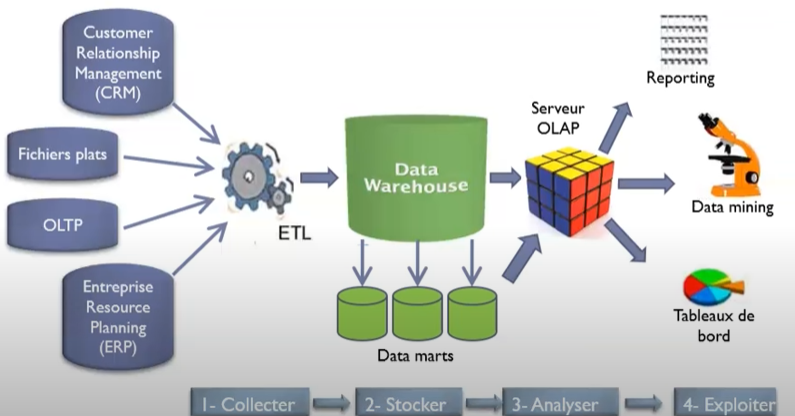 Customer
Relationship
Management
(CRM)
Fichiers plats
OLTP
Entreprise
Resource
Planning
(ERP)
ETL
Data
Warehouse
Data marts
Serveur
OLAP
Reporting
Data mining
Tableaux de
bord
1- Collecter
2- Stocker
3- Analyser
4- Exploiter